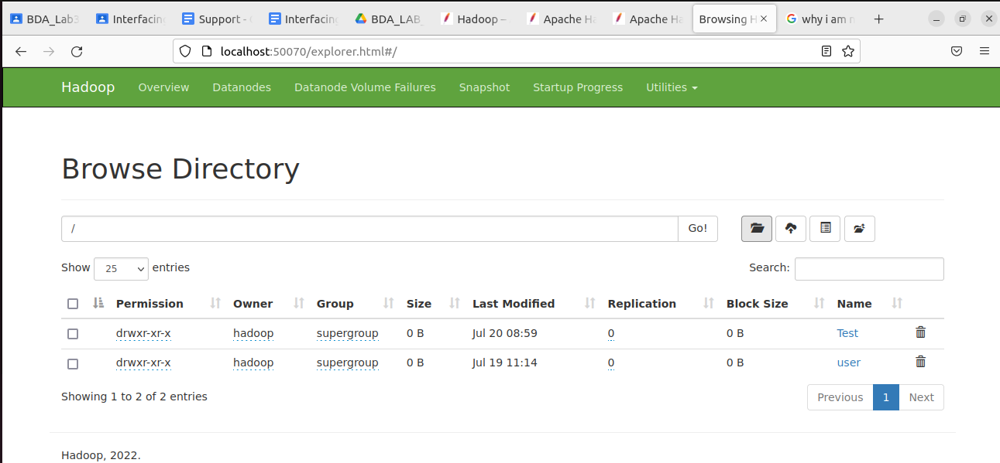 BDA_Lab3 Interfacing Support - Interfacing BDA_LAB_ Hadoop – Apache Ha Apache Ha Browsing H why i am n
localhost:50070/explorer.html#/
Hadoop Overview Datanodes Datanode Volume Failures Snapshot Startup Progress Utilities
Browse Directory
/ Go!
Show 25 entries Search:
Permission Owner Group Size Last Modified Replication Block Size Name
drwxr-xr-x hadoop supergroup 0 B Jul 20 08:59 0 0 B Test
drwxr-xr-x hadoop supergroup 0 B Jul 19 11:14 0 0 B user
Showing 1 to 2 of 2 entries Previous 1 Next
Hadoop, 2022.